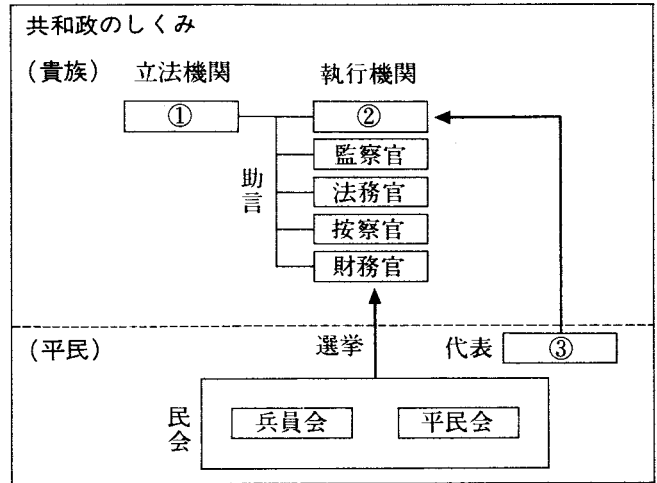 共和政のしくみ
(貴族) 立法機関 執行機関
① ②
監察官
助言
法務官
按察官
財務官
(平民) 選挙 代表 ③
民会
兵員会 平民会